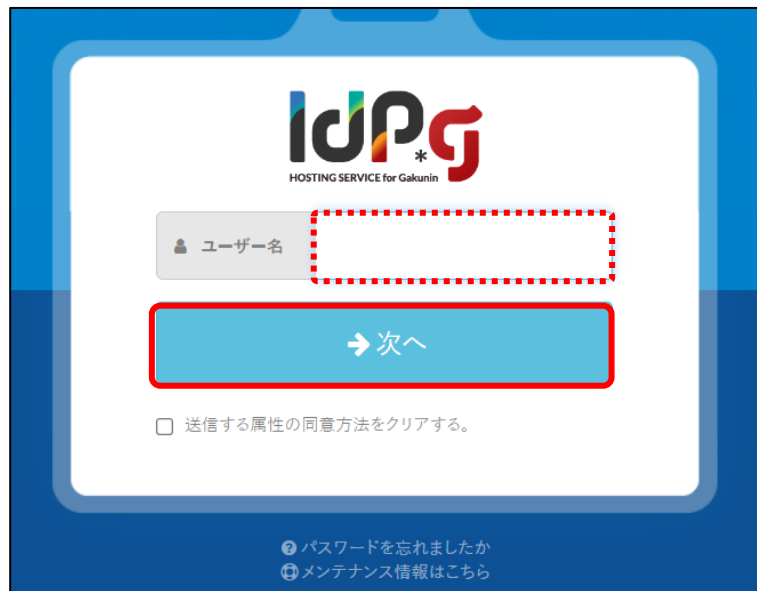 IdP*g
HOSTING SERVICE for Gakunin
ユーザー名
次へ
送信する属性の同意方法をクリアする。
パスワードを忘れましたか
メンテナンス情報はこちら